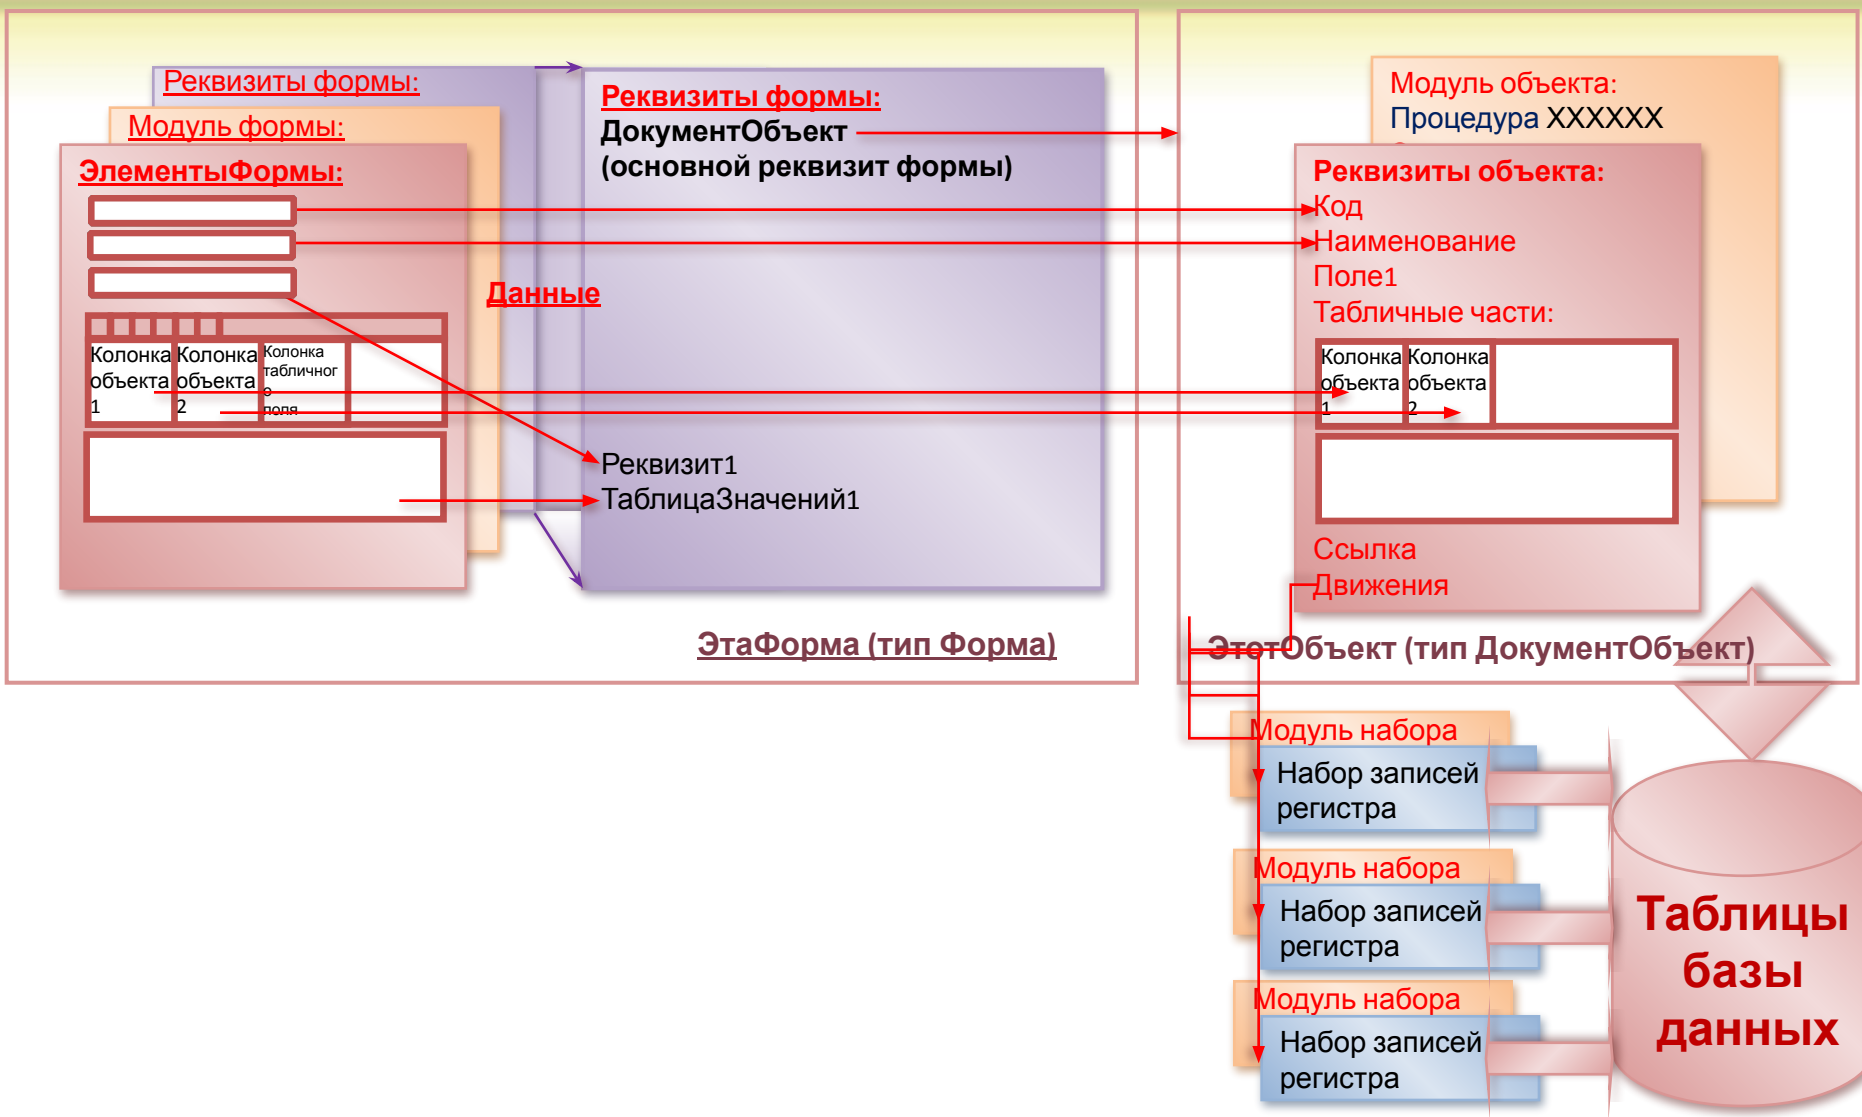 Реквизиты формы:
Модуль формы:
ЭлементыФормы:
Колонка
объекта
1
Колонка
объекта
2
Колонка
табличног
о
поля
Данные
Реквизиты формы:
ДокументОбъект
(основной реквизит формы)
Реквизит1
ТаблицаЗначений1
ЭтаФорма (тип Форма)
Модуль объекта:
Процедура XXXXXX
Реквизиты объекта:
Код
Наименование
Поле1
Табличные части:
Колонка
объекта
1
Колонка
объекта
2
Ссылка
Движения
ЭтотОбъект (тип ДокументОбъект)
Модуль набора
Набор записей
регистра
Модуль набора
Набор записей
регистра
Модуль набора
Набор записей
регистра
Таблицы
базы
данных